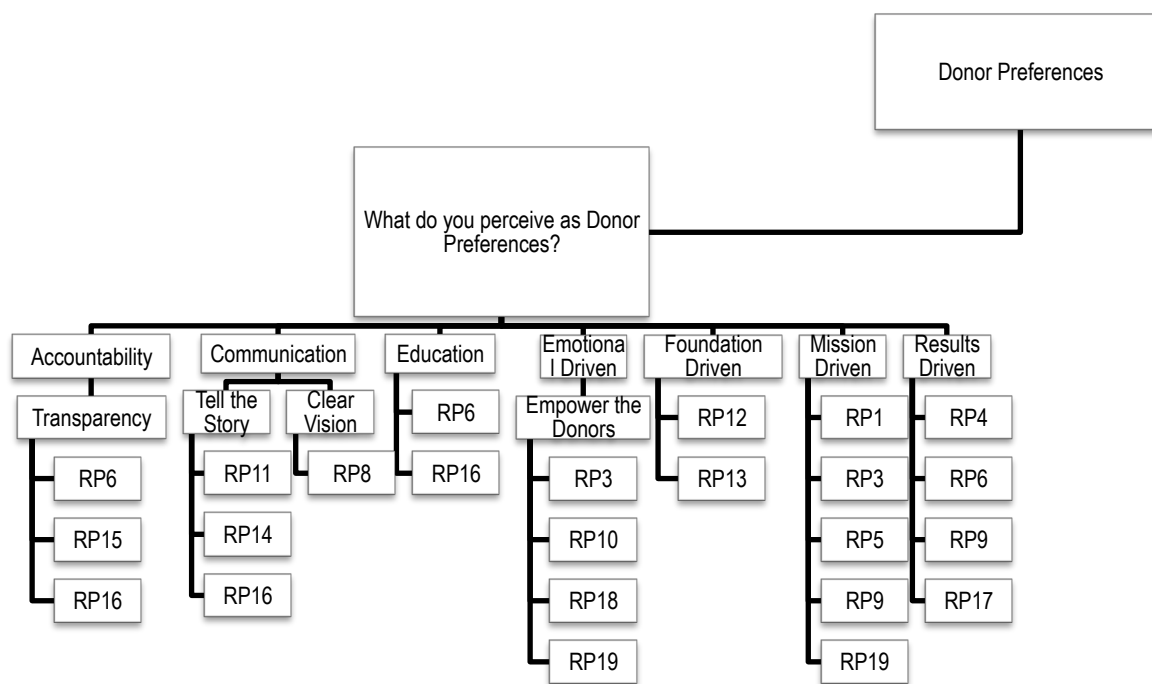 Donor Preferences
What do you perceive as Donor
Preferences?
Accountability
Transparency
RP6
RP15
RP16
Communication
Tell the
Story
RP11
RP14
RP16
Clear
Vision
RP8
Education
RP6
RP16
Emotiona
l Driven
Empower the
Donors
RP3
RP10
RP18
RP19
Foundation
Driven
RP12
RP13
Mission
Driven
RP1
RP3
RP5
RP9
RP19
Results
Driven
RP4
RP6
RP9
RP17